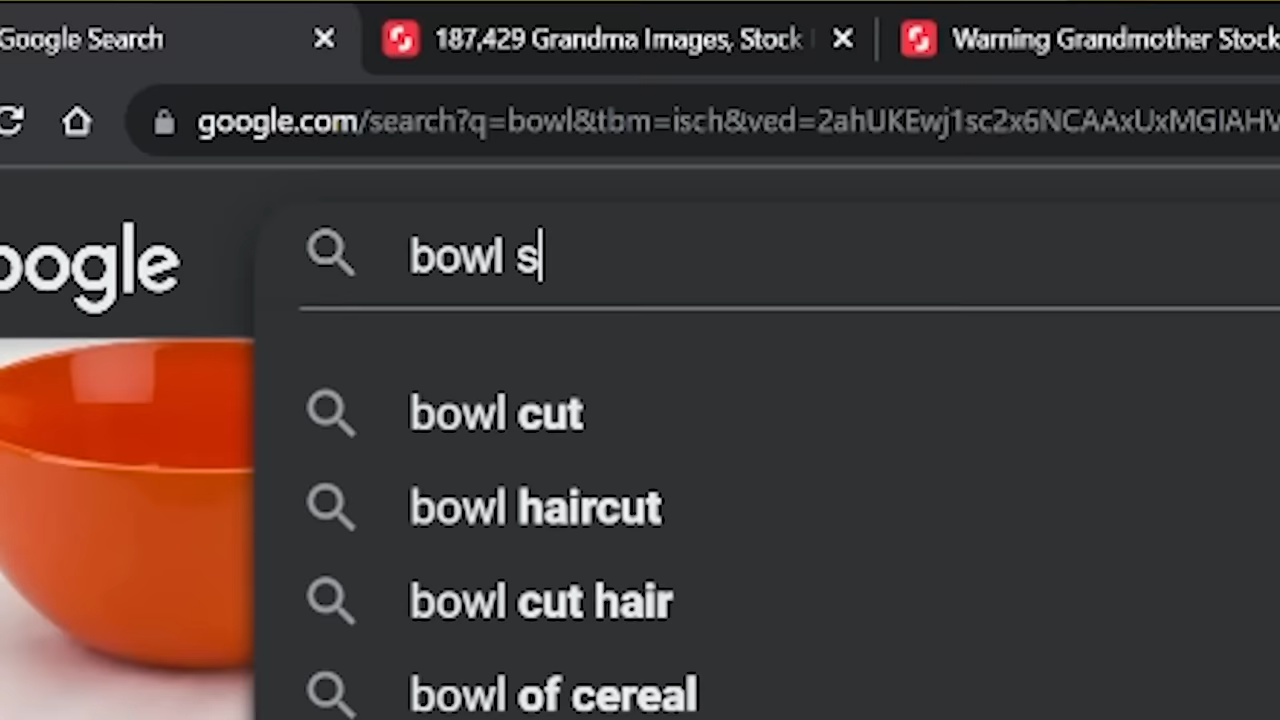 Google Search
187,429 Grandma Images, Stock
Warning Grandmother Stock
google.com/search?q=bowl&tbm=isch&ved=2ahUKEwj1sc2x6NCAAxUxMGIAHV
oogle
bowl s
bowl cut
bowl haircut
bowl cut hair
bowl of cereal